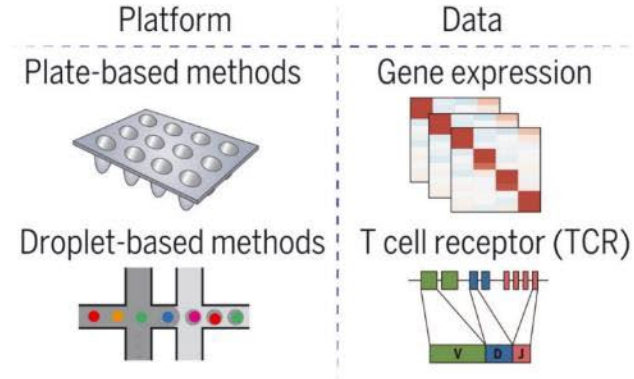 Platform
Data
Plate-based methods
Gene expression
Droplet-based methods
T cell receptor (TCR)
V D J